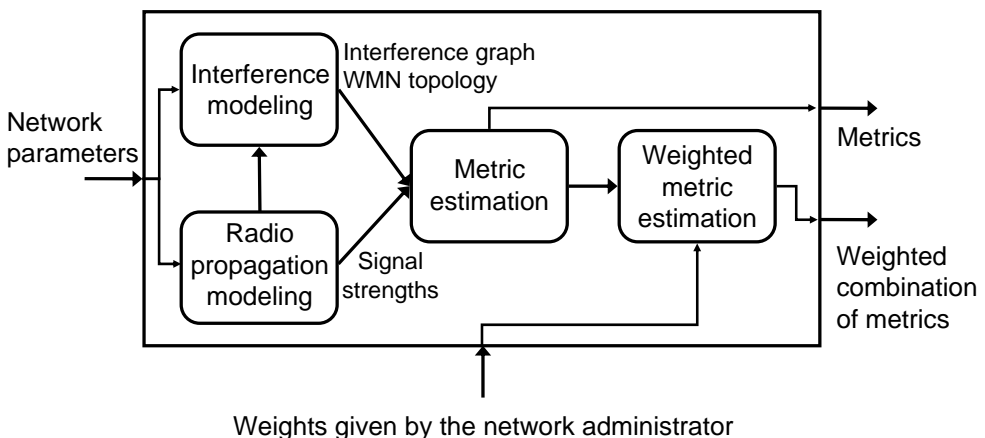 Interference graph
WMN topology
Interference
modeling
Network
parameters
Metric
estimation
Weighted
metric
estimation
Metrics
Radio
propagation
modeling
Signal
strengths
Weighted
combination
of metrics
Weights given by the network administrator